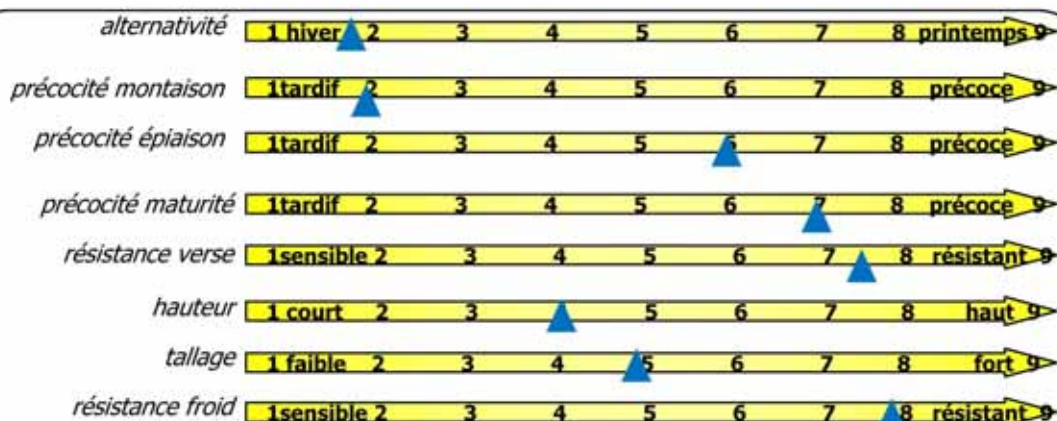 alternativité 1 hiver 2 3 4 5 6 7 8 printemps 9
précocité montaison 1tardif 2 3 4 5 6 7 8 précoce 9
précocité épiaison 1tardif 2 3 4 5 6 7 8 précoce 9
précocité maturité 1tardif 2 3 4 5 6 7 8 précoce 9
résistance verse 1sensible 2 3 4 5 6 7 8 résistant 9
hauteur 1 court 2 3 5 6 7 8 haut 9
tallage 1 faible 2 3 4 5 6 7 8 fort 9
résistance froid 1sensible 2 3 4 5 6 7 8 résistant 9